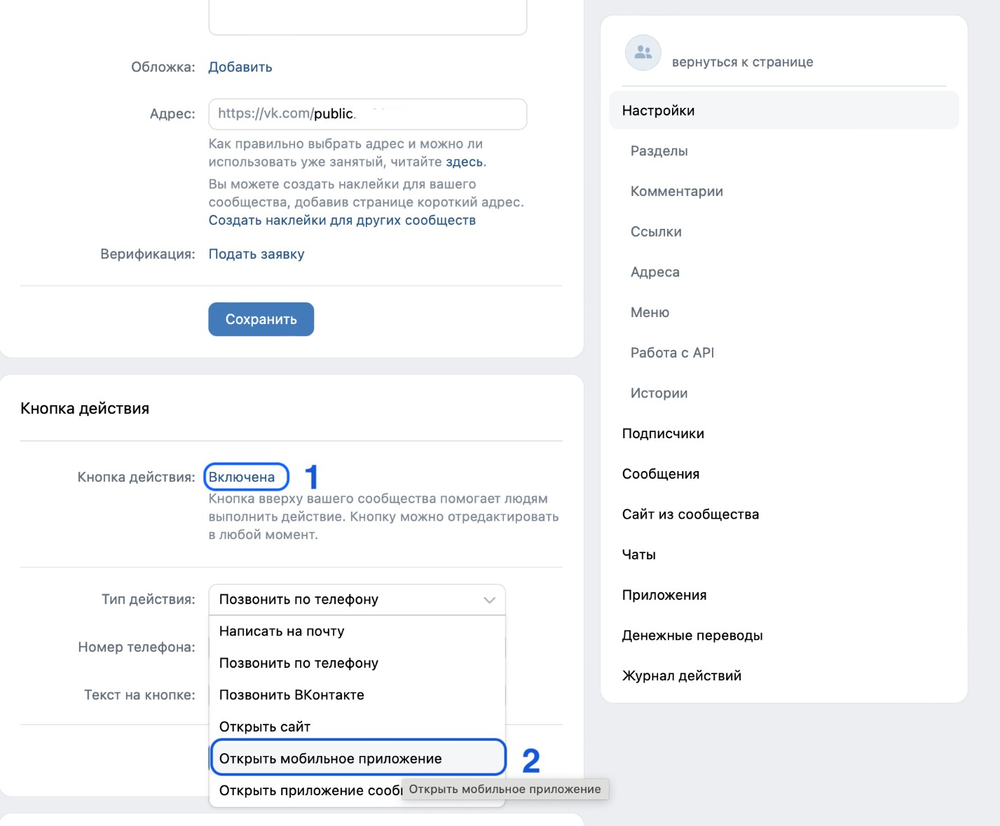 Обложка: Добавить
Адрес: https://vk.com/public
Как правильно выбрать адрес и можно ли
использовать уже занятый, читайте здесь.
Вы можете создать наклейки для вашего
сообщества, добавив странице короткий адрес.
Создать наклейки для других сообществ
Верификация: Подать заявку
Сохранить
Кнопка действия
Кнопка действия: Включена 1
Кнопка вверху вашего сообщества помогает людям
выполнить действие. Кнопку можно отредактировать
в любой момент.
Тип действия: Позвонить по телефону
Написать на почту
Номер телефона:
Позвонить по телефону
Текст на кнопке: Позвонить ВКонтакте
Открыть сайт
Открыть мобильное приложение 2
Открыть приложение
Открыть мобильное приложение
вернуться к странице
Настройки
Разделы
Комментарии
Ссылки
Адреса
Меню
Работа с API
Истории
Подписчики
Сообщения
Сайт из сообщества
Чаты
Приложения
Денежные переводы
Журнал действий